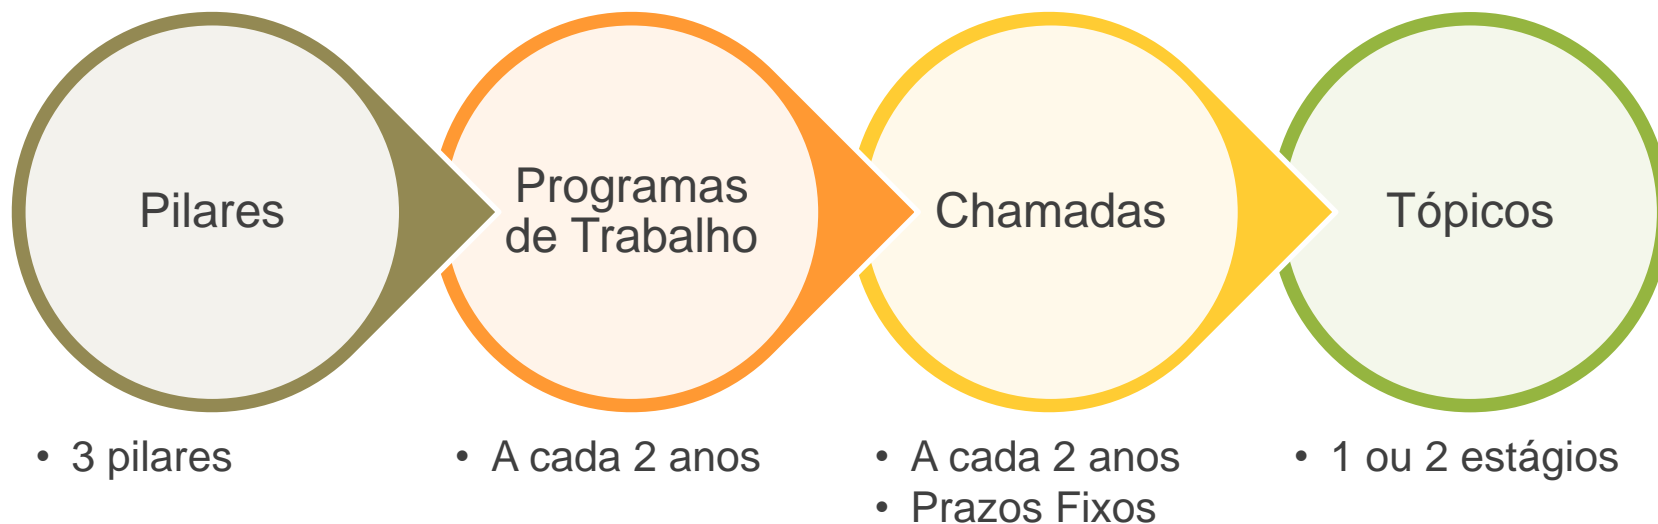 Pilares
Programas
de Trabalho
Chamadas
Tópicos
• 3 pilares
• A cada 2 anos
• A cada 2 anos
• Prazos Fixos
• 1 ou 2 estágios